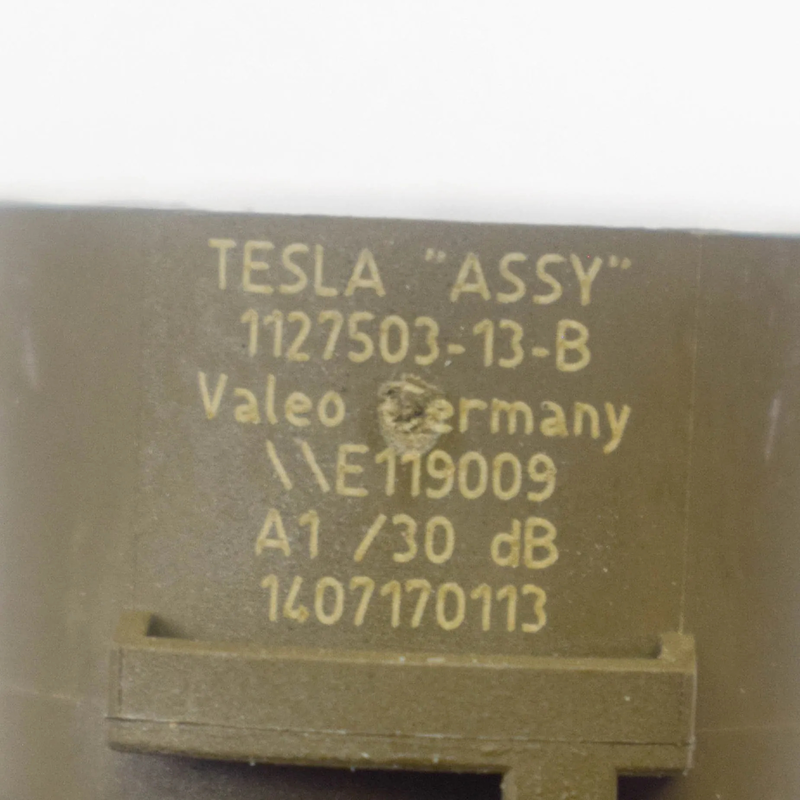 TESLA "ASSY"
1127503-13-B
Valeo Germany
\\E119009
A1 /30 dB
1407170113